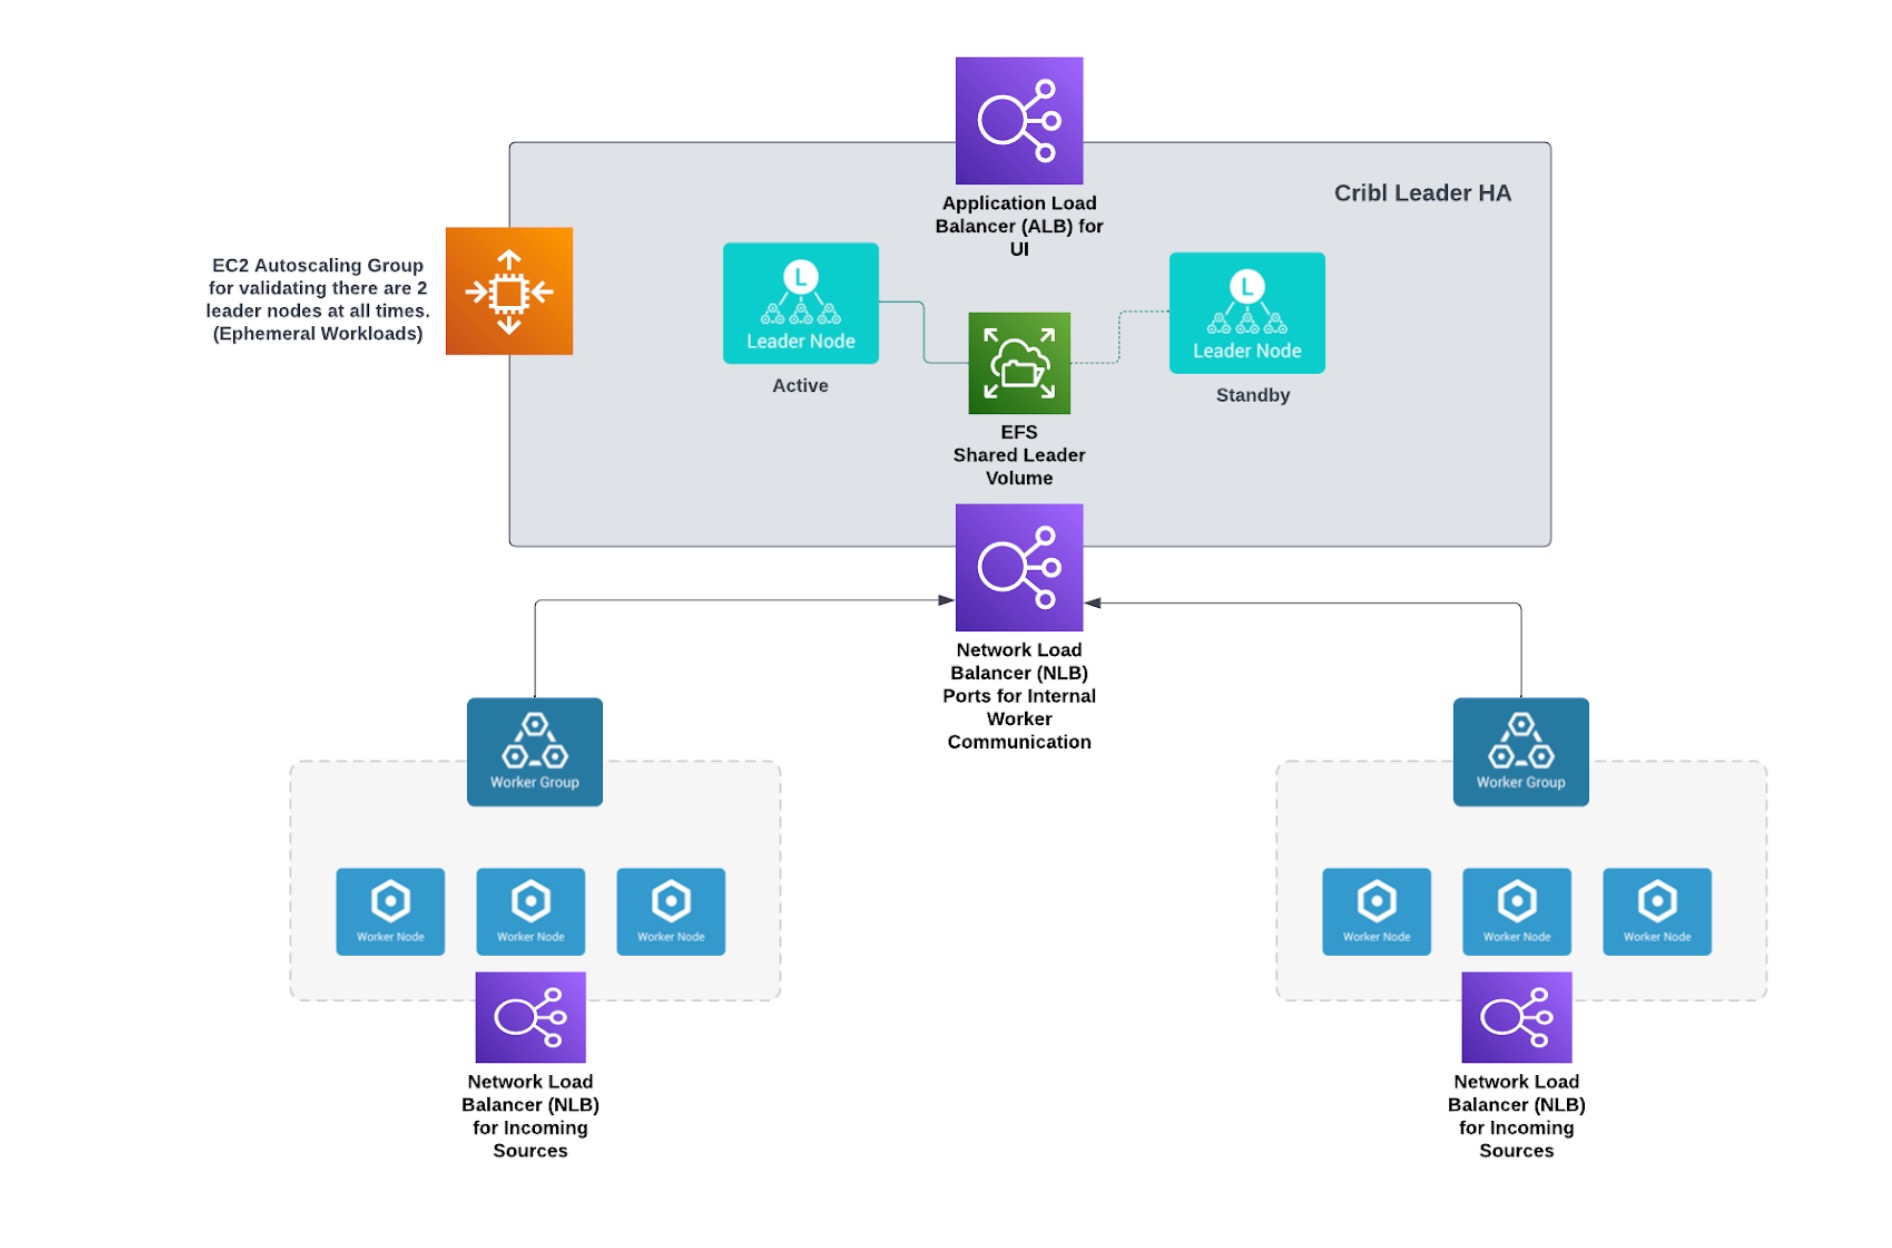 Application Load
Balancer (ALB) for
UI
Cribl Leader HA
EC2 Autoscaling Group
for validating there are 2
leader nodes at all times.
(Ephemeral Workloads)
L
Leader Node
Active
L
Leader Node
Standby
EFS
Shared Leader
Volume
Network Load
Balancer (NLB)
Ports for Internal
Worker
Communication
Worker Group
Worker Node
Worker Node
Worker Node
Network Load
Balancer (NLB)
for Incoming
Sources
Worker Group
Worker Node
Worker Node
Worker Node
Network Load
Balancer (NLB)
for Incoming
Sources